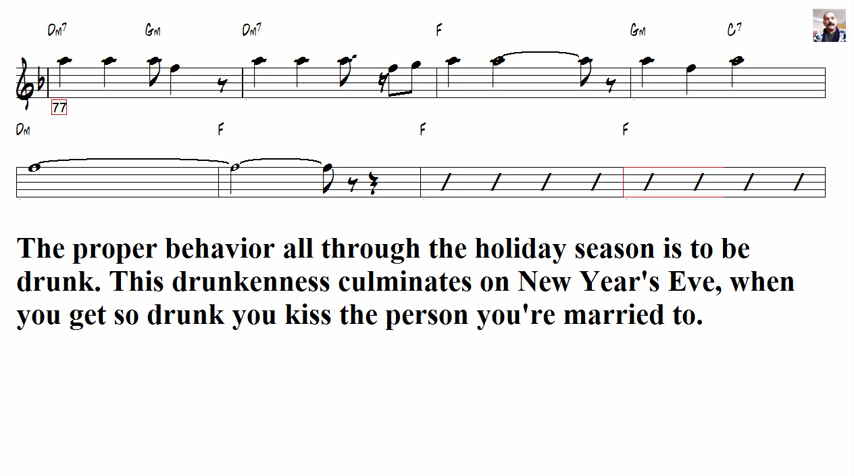 Dm7 Gm Dm7 F Gm C7
77
Dm F F F
The proper behavior all through the holiday season is to be
drunk. This drunkenness culminates on New Year's Eve, when
you get so drunk you kiss the person you're married to.